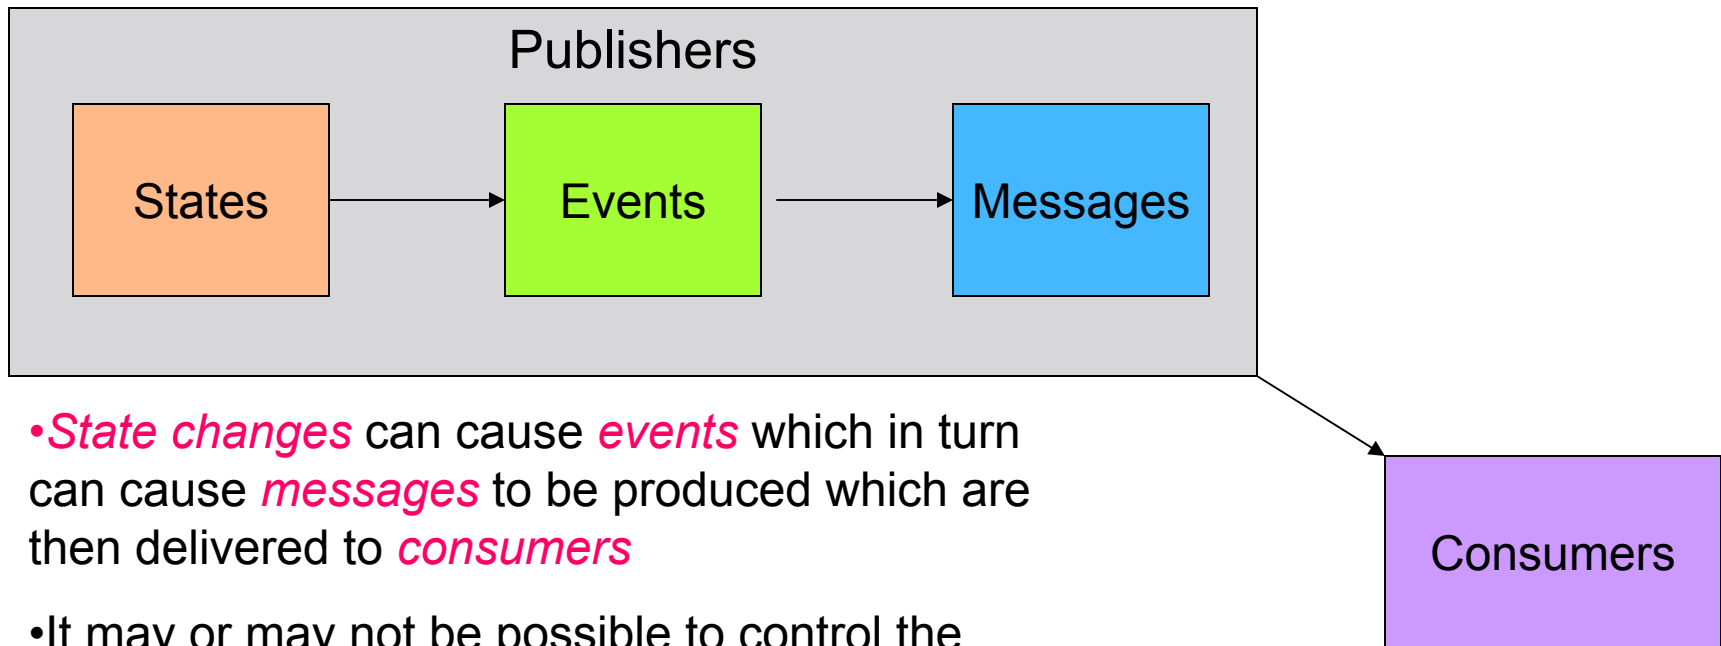 Publishers
States
Events
Messages
•State changes can cause events which in turn
can cause messages to be produced which are
then delivered to consumers
Consumers
•It may or may not be possible to control the